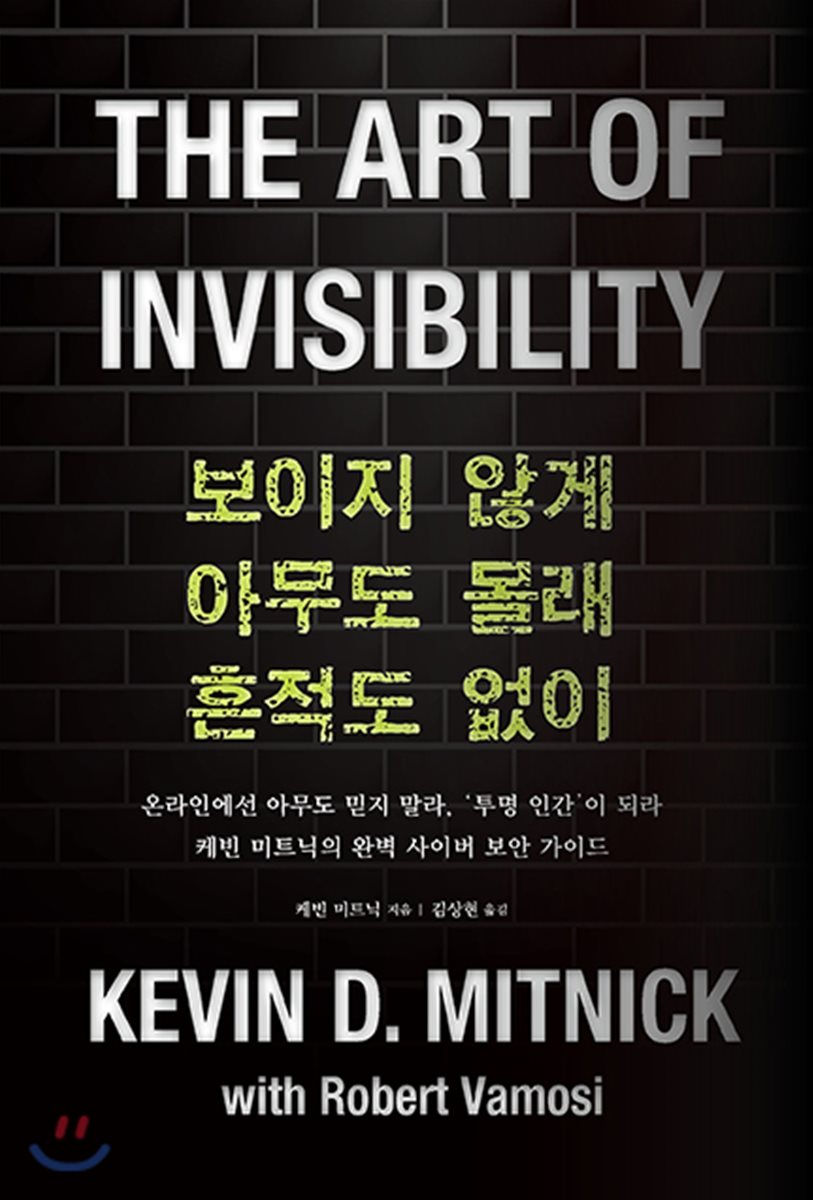 THE ART OF
INVISIBILITY
보이지 않게
아무도 몰래
흔적도 없이
온라인에선 아무도 믿지 말라, '투명 인간'이 되라
케빈 미트닉의 완벽 사이버 보안 가이드
케빈 미트닉 지음 | 김상현 옮김
KEVIN D. MITNICK
with Robert Vamosi